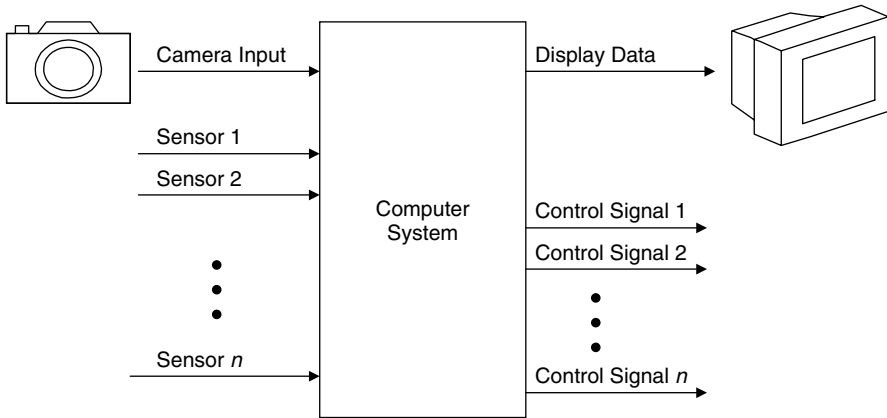 Camera Input
Sensor 1
Sensor 2
Sensor n
Computer
System
Display Data
Control Signal 1
Control Signal 2
Control Signal n